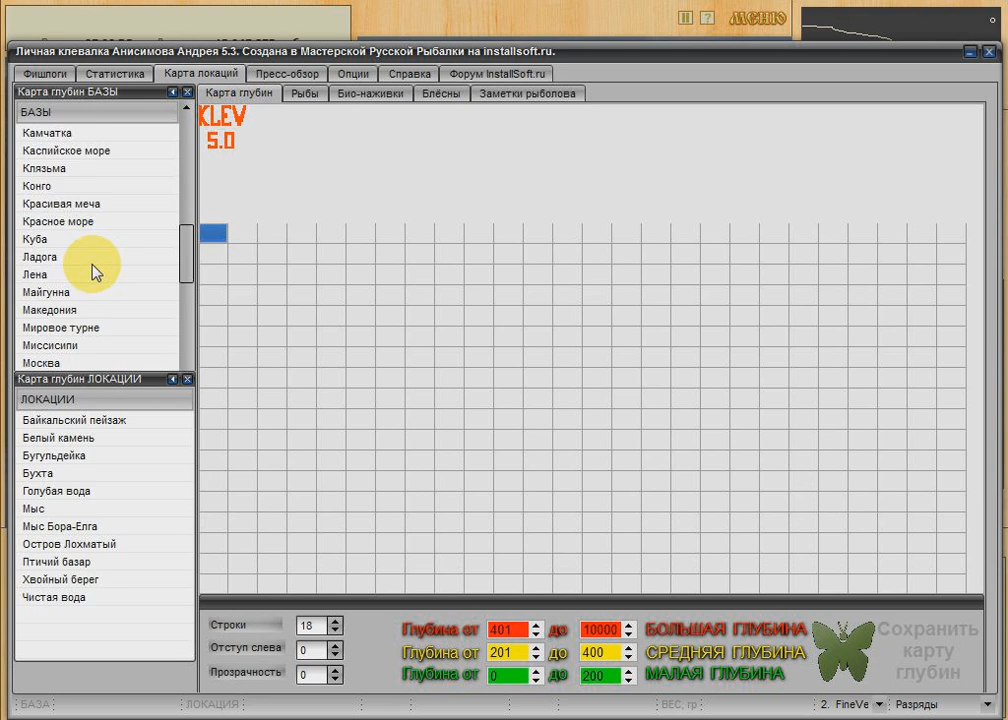 МЕНЮ
Личная клевалка Анисимова Андрея 5.3. Создана в Мастерской Русской Рыбалки на installsoft.ru.
Фишлоги Статистика Карта локаций Пресс-обзор Опции Справка Форум InstallSoft.ru
Карта глубин БАЗЫ
Карта глубин Рыбы Био-наживки Блёсны Заметки рыболова
БАЗЫ
Камчатка
Каспийское море
Клязьма
Конго
Красивая меча
Красное море
Куба
Ладога
Лена
Майгунна
Македония
Мировое турне
Миссисипи
Москва
KLEV
5.0
Карта глубин ЛОКАЦИИ
ЛОКАЦИИ
Байкальский пейзаж
Белый камень
Бугульдейка
Бухта
Голубая вода
Мыс
Мыс Бора-Елга
Остров Лохматый
Птичий базар
Хвойный берег
Чистая вода
Строки 18
Отступ слева 0
Прозрачность 0
Глубина от 401 до 10000 БОЛЬШАЯ ГЛУБИНА
Глубина от 201 до 400 СРЕДНЯЯ ГЛУБИНА
Глубина от 0 до 200 МАЛАЯ ГЛУБИНА
Сохранить
карту
глубин
БАЗА ЛОКАЦИЯ ВЕС, гр 2. FineVe Разряды